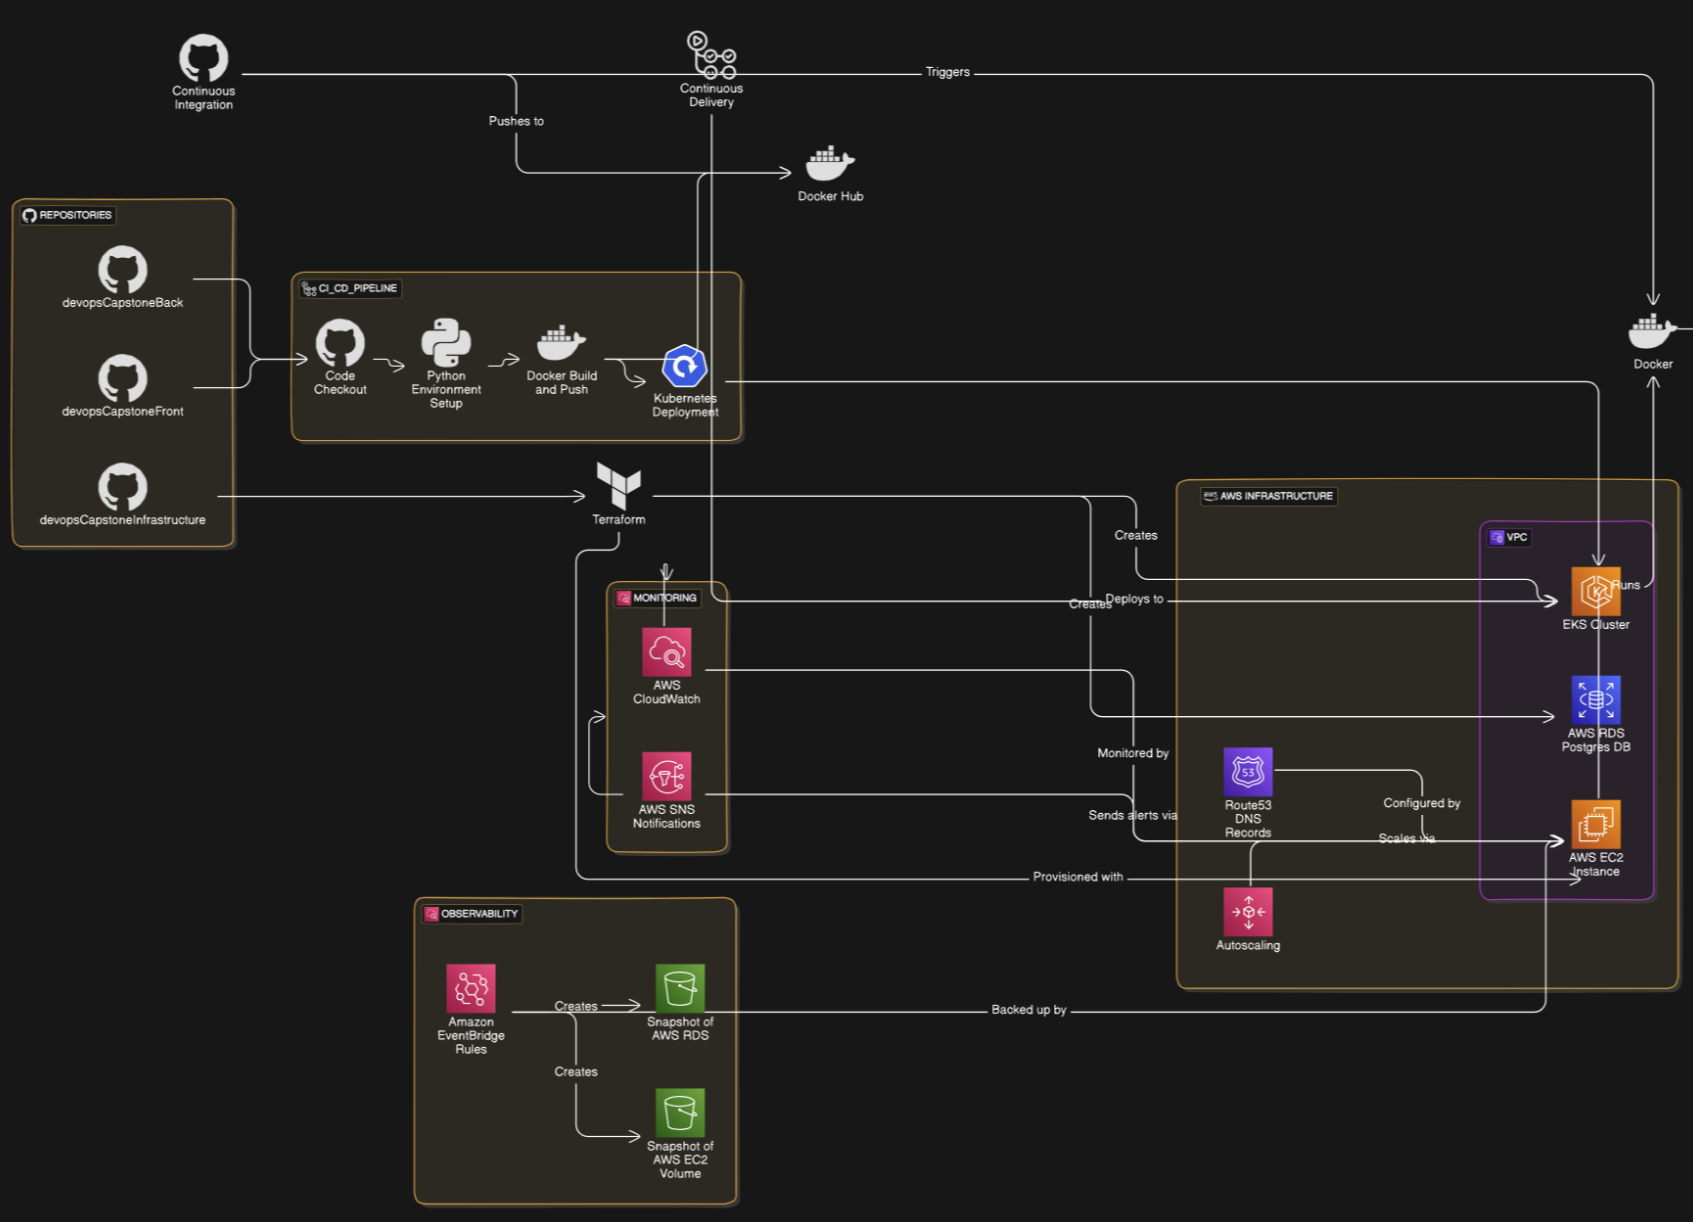 Continuous
Integration
Continuous
Delivery
Triggers
Pushes to
Docker Hub
REPOSITORIES
devopsCapstoneBack
devopsCapstoneFront
devopsCapstoneInfrastructure
CI_CD_PIPELINE
Code
Checkout
Python
Environment
Setup
Docker Build
and Push
Kubernetes
Deployment
Docker
Terraform
aws AWS INFRASTRUCTURE
VPC
Creates
Creates
Deploys to
Runs
EKS Cluster
MONITORING
AWS
CloudWatch
AWS RDS
Postgres DB
Monitored by
AWS SNS
Notifications
Sends alerts via
53
Route53
DNS
Records
Configured by
Scales via
AWS EC2
Instance
Provisioned with
Autoscaling
OBSERVABILITY
Amazon
EventBridge
Rules
Creates
Snapshot of
AWS RDS
Backed up by
Creates
Snapshot of
AWS EC2
Volume